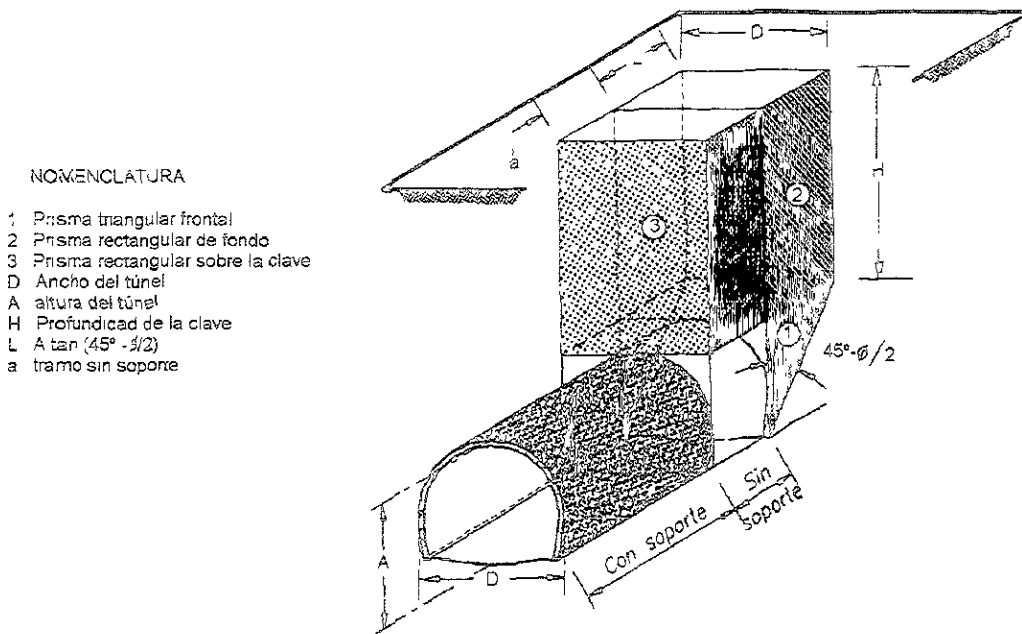 NOMENCLATURA
1 Prisma triangular frontal
2 Prisma rectangular de fondo
3 Prisma rectangular sobre la clave
D Ancho del túnel
A altura del túnel
H Profundidad de la clave
L A tan (45° - ø/2)
a tramo sin soporte
D
a
2
3
1
45°-ø/2
Sin
soporte
Con soporte
A
D